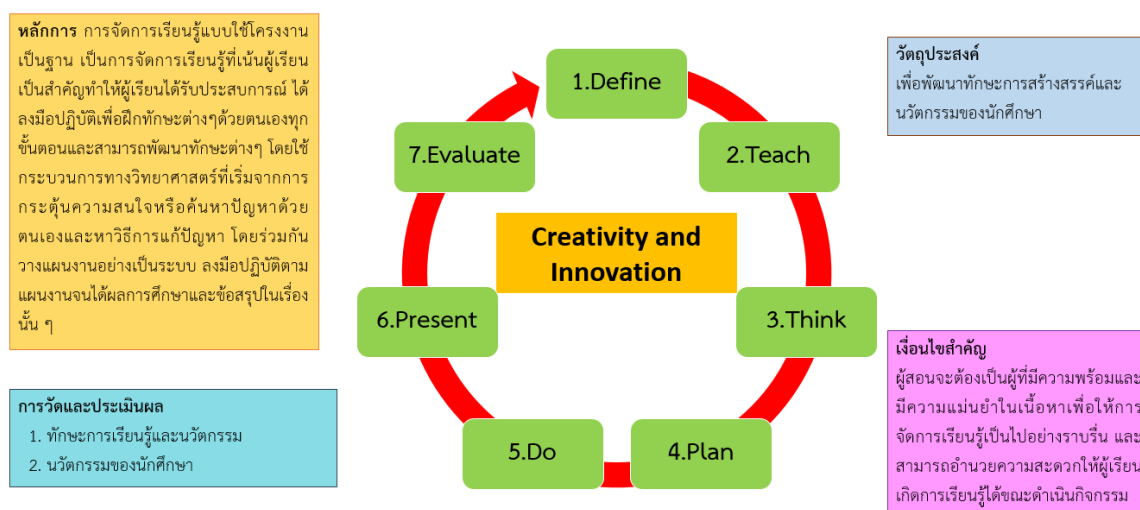 หลักการ การจัดการเรียนรู้แบบใช้โครงงาน
เป็นฐาน เป็นการจัดการเรียนรู้ที่เน้นผู้เรียน
เป็นสำคัญทำให้ผู้เรียนได้รับประสบการณ์ ได้
ลงมือปฏิบัติเพื่อฝึกทักษะต่างๆด้วยตนเองทุก
ขั้นตอนและสามารถพัฒนาทักษะต่างๆ โดยใช้
กระบวนการทางวิทยาศาสตร์ที่เริ่มจากการ
กระตุ้นความสนใจหรือค้นหาปัญหาด้วย
ตนเองและหาวิธีการแก้ปัญหา โดยร่วมกัน
วางแผนงานอย่างเป็นระบบ ลงมือปฏิบัติตาม
แผนงานจนได้ผลการศึกษาและข้อสรุปในเรื่อง
นั้น ๆ
การวัดและประเมินผล
1. ทักษะการเรียนรู้และนวัตกรรม
2. นวัตกรรมของนักศึกษา
1.Define
2.Teach
3.Think
4.Plan
5.Do
6.Present
7.Evaluate
Creativity and
Innovation
วัตถุประสงค์
เพื่อพัฒนาทักษะการสร้างสรรค์และ
นวัตกรรมของนักศึกษา
เงื่อนไขสำคัญ
ผู้สอนจะต้องเป็นผู้ที่มีความพร้อมและ
มีความแม่นยำในเนื้อหาเพื่อให้การ
จัดการเรียนรู้เป็นไปอย่างราบรื่น และ
สามารถอำนวยความสะดวกให้ผู้เรียน
เกิดการเรียนรู้ได้ขณะดำเนินกิจกรรม